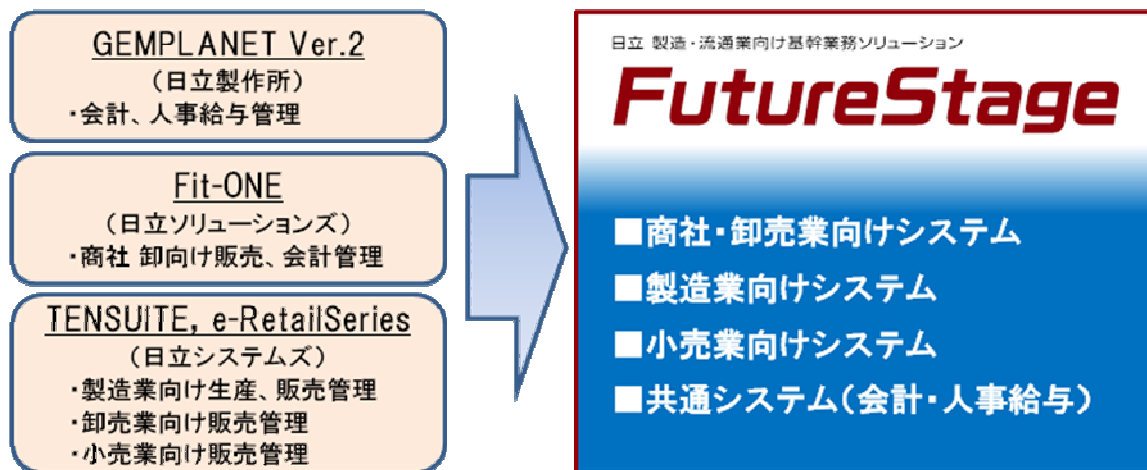 GEMPLANET Ver.2
（日立製作所）
・会計、人事給与管理
Fit-ONE
（日立ソリューションズ）
・商社 卸向け販売、会計管理
TENSUITE, e-RetailSeries
（日立システムズ）
・製造業向け生産、販売管理
・卸売業向け販売管理
・小売業向け販売管理
日立 製造・流通業向け基幹業務ソリューション
FutureStage
■商社・卸売業向けシステム
■製造業向けシステム
■小売業向けシステム
■共通システム（会計・人事給与）